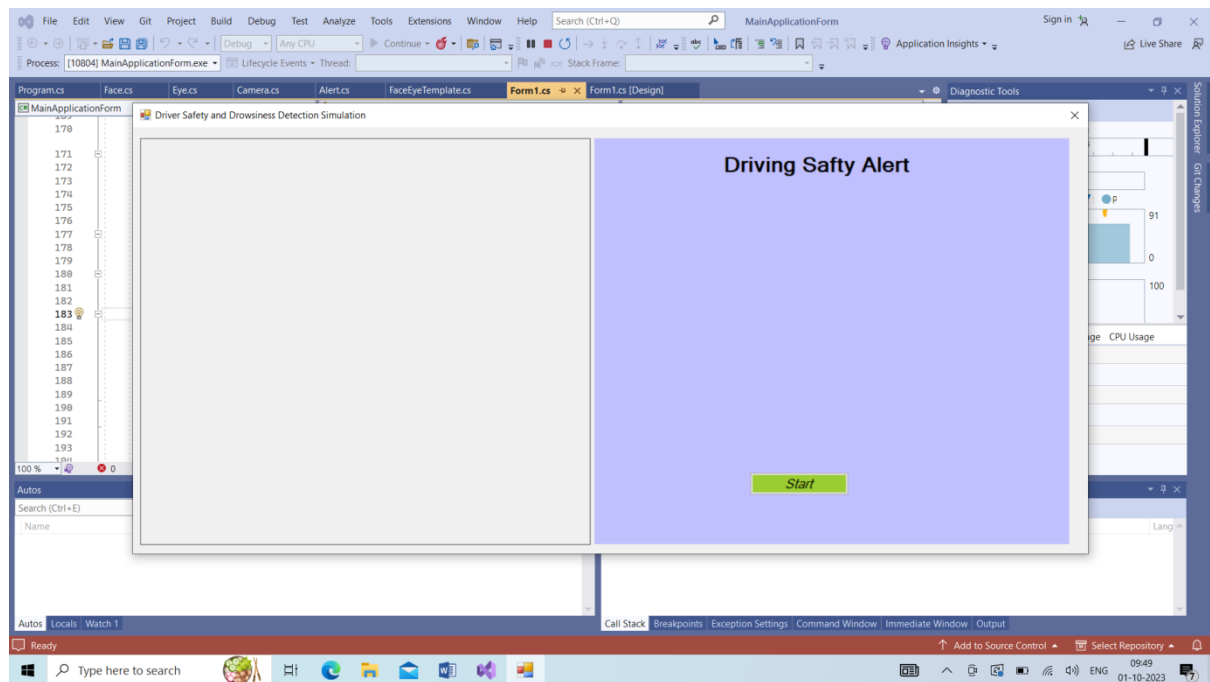 File Edit View Git Project Build Debug Test Analyze Tools Extensions Window Help Search (Ctrl+Q) MainApplicationForm Sign in
Debug Any CPU Continue Application Insights Live Share
Process: [10804] MainApplicationForm.exe Lifecycle Events Thread: Stack Frame:
Program.cs Face.cs Eye.cs Camera.cs Alert.cs FaceEyeTemplate.cs Form1.cs Form1.cs [Design] Diagnostic Tools
MainApplicationForm
Driver Safety and Drowsiness Detection Simulation
Driving Safty Alert
Start
170
171
172
173
174
175
176
177
178
179
180
181
182
183
184
185
186
187
188
189
190
191
192
193
P
91
0
100
CPU Usage
Solution Explorer
Git Changes
100 % 0
Autos
Search (Ctrl+E)
Name Lang
Autos Locals Watch 1 Call Stack Breakpoints Exception Settings Command Window Immediate Window Output
Ready Add to Source Control Select Repository
Type here to search ENG 09:49
01-10-2023
7